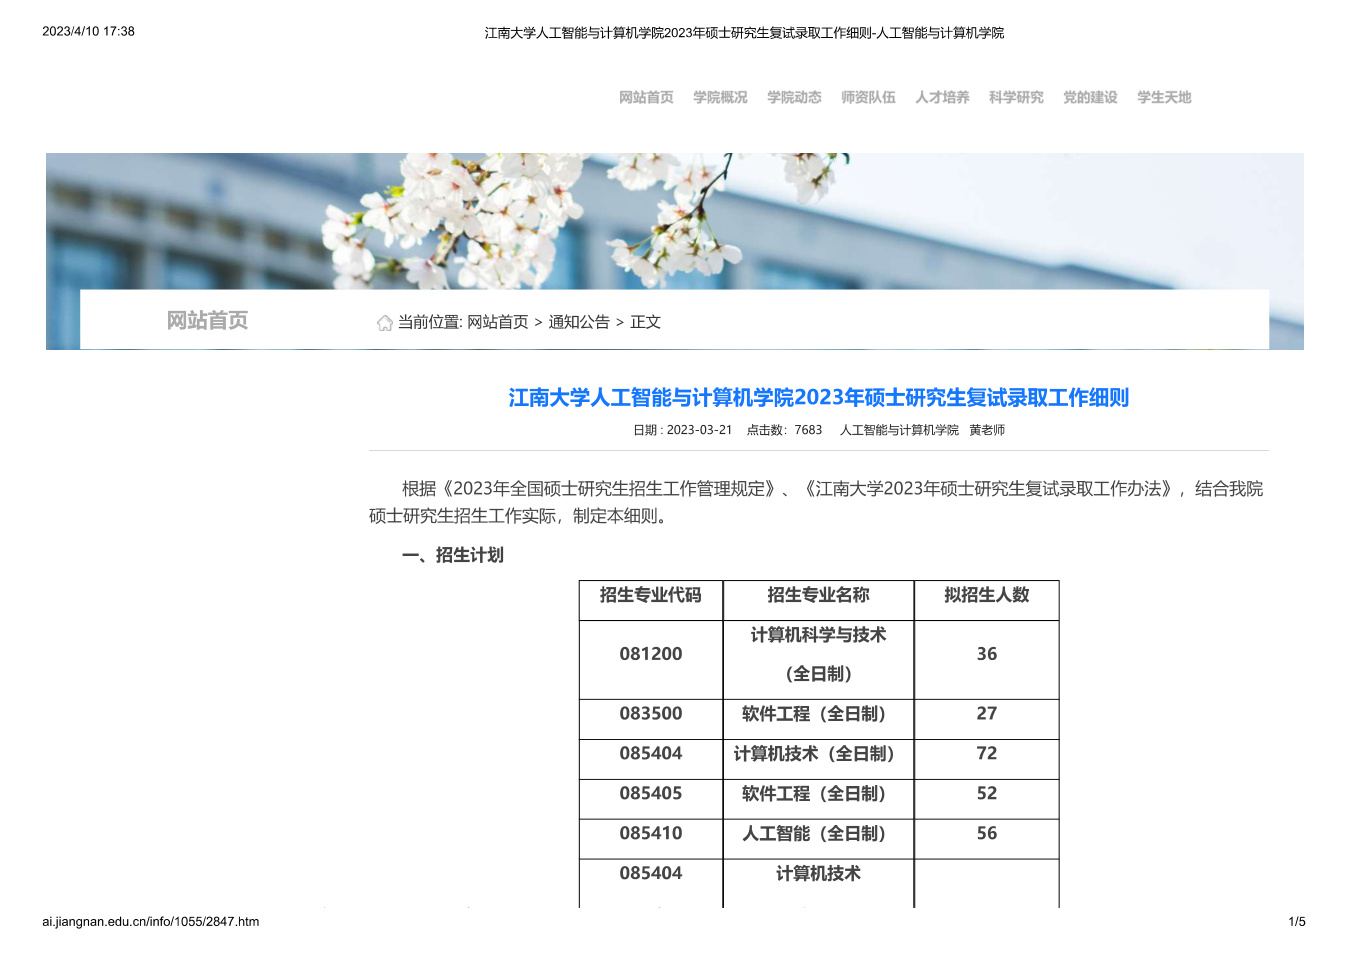 2023/4/10 17:38
江南大学人工智能与计算机学院2023年硕士研究生复试录取工作细则-人工智能与计算机学院
网站首页 学院概况 学院动态 师资队伍 人才培养 科学研究 党的建设 学生天地
网站首页
当前位置: 网站首页 > 通知公告 > 正文
江南大学人工智能与计算机学院2023年硕士研究生复试录取工作细则
日期 : 2023-03-21 点击数: 7683 人工智能与计算机学院 黄老师
根据《2023年全国硕士研究生招生工作管理规定》、《江南大学2023年硕士研究生复试录取工作办法》，结合我院
硕士研究生招生工作实际，制定本细则。
一、招生计划
招生专业代码 招生专业名称 拟招生人数
081200 计算机科学与技术 36
（全日制）
083500 软件工程（全日制） 27
085404 计算机技术（全日制） 72
085405 软件工程（全日制） 52
085410 人工智能（全日制） 56
085404 计算机技术
ai.jiangnan.edu.cn/info/1055/2847.htm
1/5